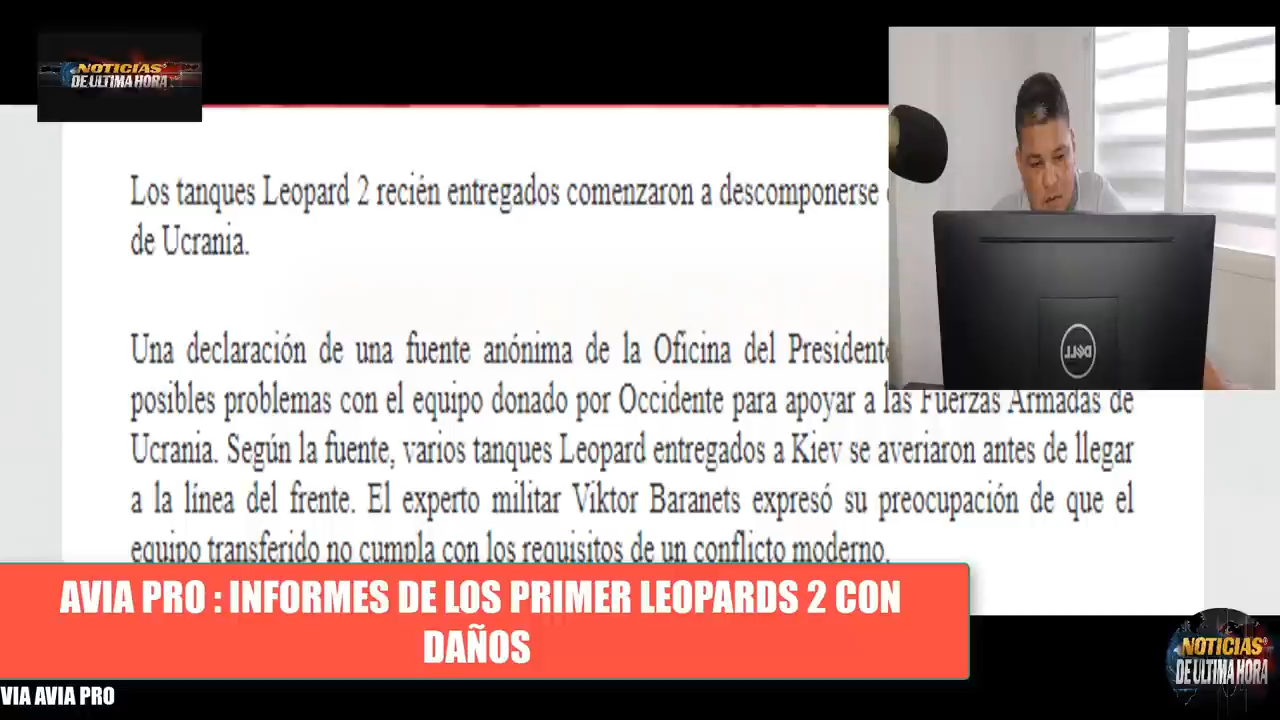 NOTICIAS
DE ULTIMA HORA
Los tanques Leopard 2 recién entregados comenzaron a descomponerse
de Ucrania.
Una declaración de una fuente anónima de la Oficina del Presidente
posibles problemas con el equipo donado por Occidente para apoyar a las Fuerzas Armadas de
Ucrania. Según la fuente, varios tanques Leopard entregados a Kiev se averiaron antes de llegar
a la línea del frente. El experto militar Viktor Baranets expresó su preocupación de que el
equipo transferido no cumpla con los requisitos de un conflicto moderno.
DELL
AVIA PRO : INFORMES DE LOS PRIMER LEOPARDS 2 CON
DAÑOS
VIA AVIA PRO
NOTICIAS
DE ULTIMA HORA